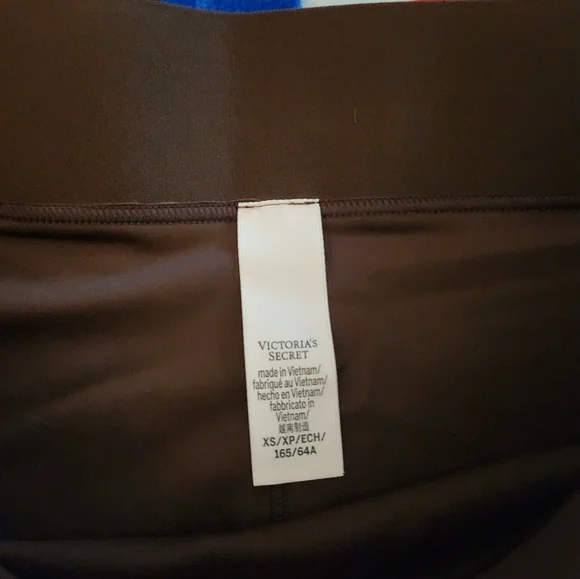 VICTORIA'S
SECRET
made in Vietnam/
fabriqué au Vietnam/
hecho en Vietnam/
fabbricato in
Vietnam/
越南制造
XS/XP/ECH/
165/64A